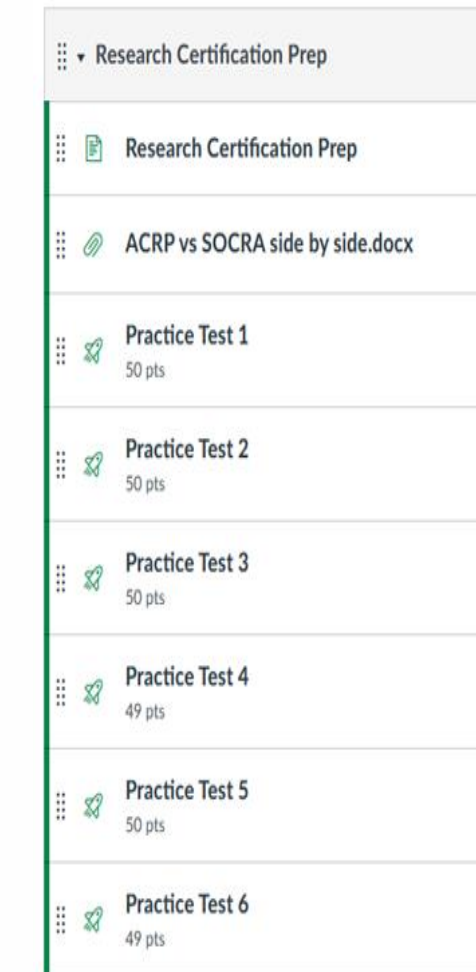 Research Certification Prep
Research Certification Prep
ACRP vs SOCRA side by side.docx
Practice Test 1
50 pts
Practice Test 2
50 pts
Practice Test 3
50 pts
Practice Test 4
49 pts
Practice Test 5
50 pts
Practice Test 6
49 pts